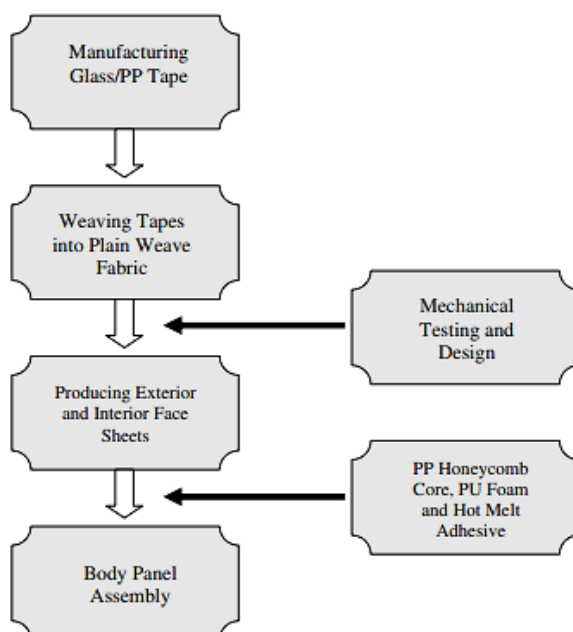 Manufacturing
Glass/PP Tape
Weaving Tapes
into Plain Weave
Fabric
Mechanical
Testing and
Design
Producing Exterior
and Interior Face
Sheets
PP Honeycomb
Core, PU Foam
and Hot Melt
Adhesive
Body Panel
Assembly